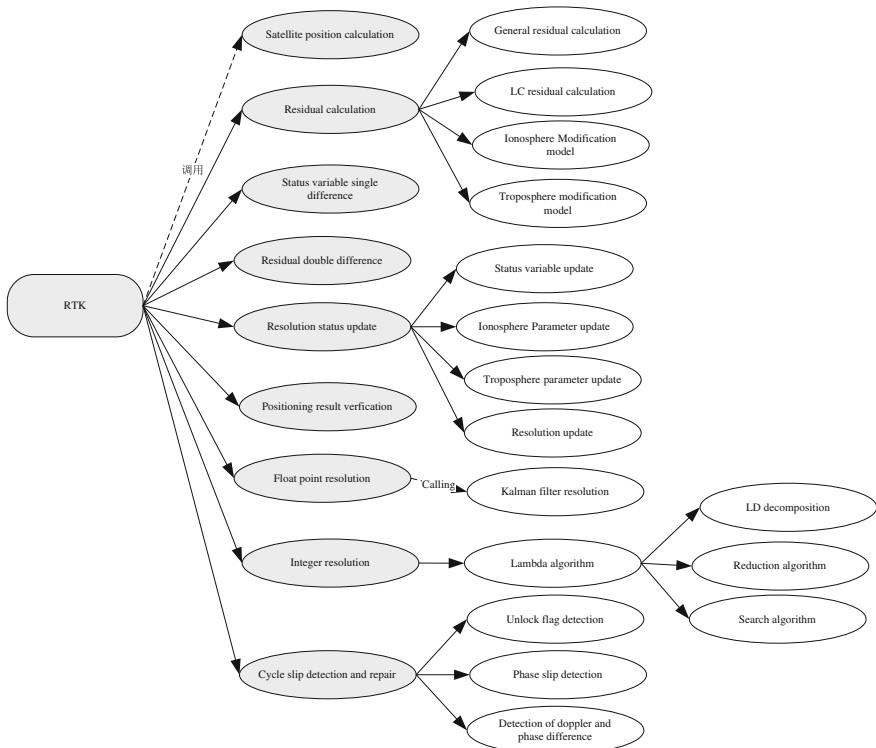 Satellite position calculation
General residual calculation
Residual calculation
LC residual calculation
Ionosphere Modification
model
调用
Status variable single
difference
Troposphere modification
model
Residual double difference
Status variable update
RTK
Resolution status update
Ionosphere Parameter update
Troposphere parameter update
Positioning result verfication
Resolution update
Float point resolution
Calling
Kalman filter resolution
LD decomposition
Integer resolution
Lambda algorithm
Reduction algorithm
Search algorithm
Unlock flag detection
Cycle slip detection and repair
Phase slip detection
Detection of doppler and
phase difference